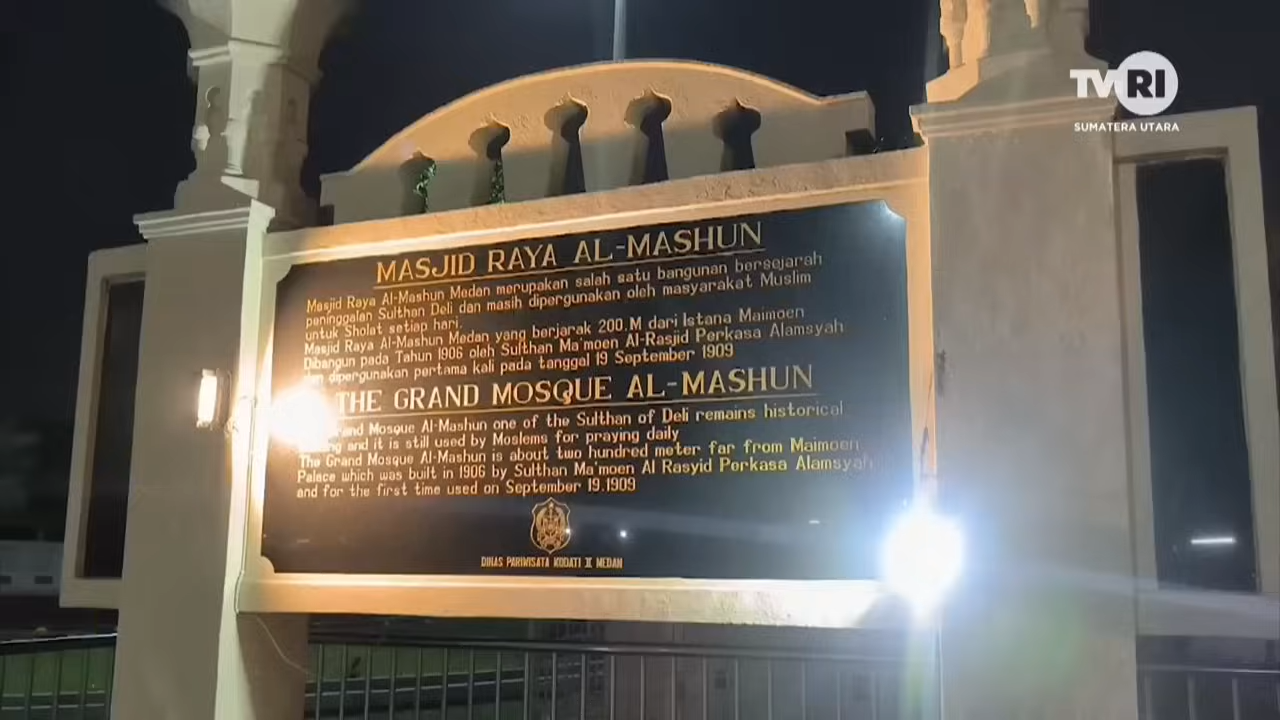 TVRI
SUMATERA UTARA
MASJID RAYA AL-MASHUN
Mesjid Raya Al-Mashun Medan merupakan salah satu bangunan bersejarah
peninggalan Sulthan Deli dan masih dipergunakan oleh masyarakat Muslim
untuk Sholat setiap hari.
Masjid Raya Al-Mashun Medan yang berjarak 200.M dari Istana Maimoen
Dibangun pada Tahun 1906 oleh Sulthan Ma'moen Al-Rasjid Perkasa Alamsyah
dipergunakan pertama kali pada tanggal 19 September 1909
THE GRAND MOSQUE AL-MASHUN
Mosque Al-Mashun one of the Sulthan of Deli remains historical
and it is still used by Moslems for praying daily
The Grand Mosque Al-Mashun is about two hundred meter far from Maimoen
Palace which was built in 1906 by Sulthan Ma'moen Al Rasyid Perkasa Alamsyah
and for the first time used on September 19.1909
DINAS PARIWISATA KODATI II MEDAN